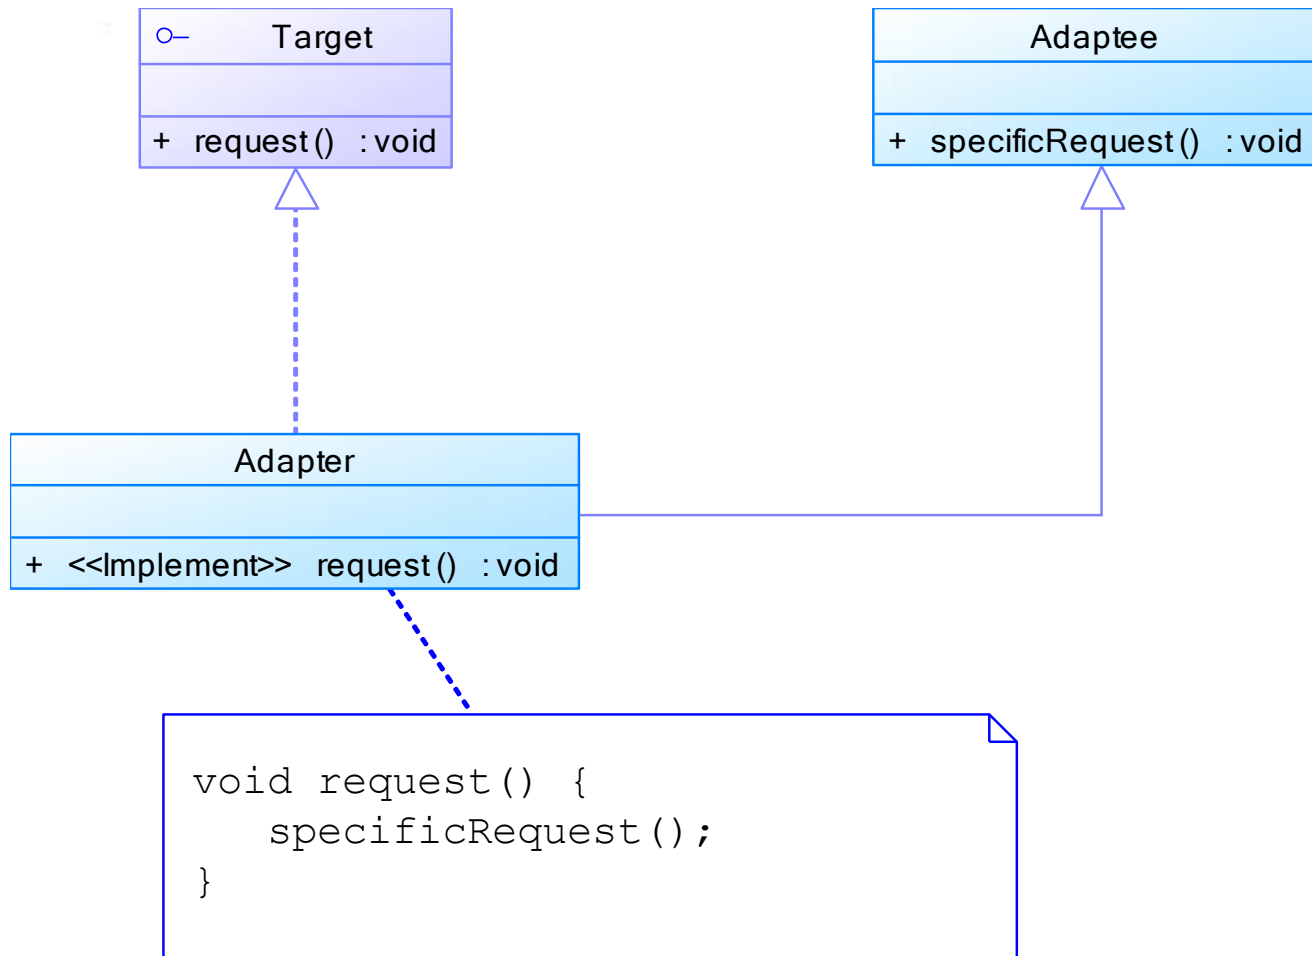 Target
+ request() : void
Adaptee
+ specificRequest() : void
Adapter
+ <<Implement>> request() : void
void request() {
   specificRequest();
}